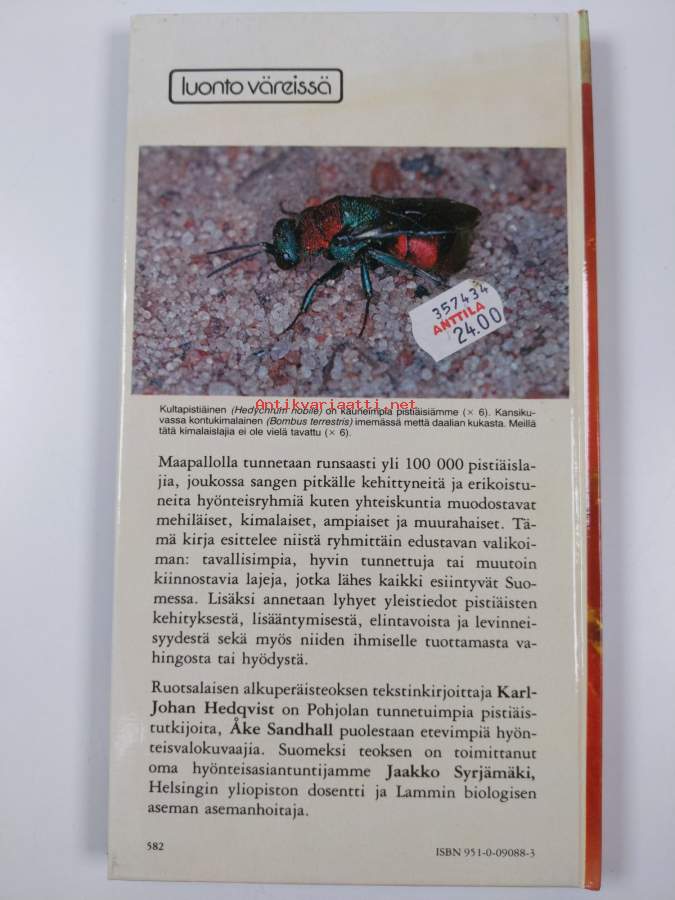 luonto väreissä
357434
ANTTILA
24.00
Antikvariaatti.net
Kultapistiäinen (Hedychrum nobile) on kauneimpia pistiäisiämme (× 6). Kansiku-
vassa kontukimalainen (Bombus terrestris) imemässä mettä daalian kukasta. Meillä
tätä kimalaislajia ei ole vielä tavattu (× 6).
Maapallolla tunnetaan runsaasti yli 100 000 pistiäisla-
jia, joukossa sangen pitkälle kehittyneitä ja erikoistu-
neita hyönteisryhmiä kuten yhteiskuntia muodostavat
mehiläiset, kimalaiset, ampiaiset ja muurahaiset. Tä-
mä kirja esittelee niistä ryhmittäin edustavan valikoi-
man: tavallisimpia, hyvin tunnettuja tai muutoin
kiinnostavia lajeja, jotka lähes kaikki esiintyvät Suo-
messa. Lisäksi annetaan lyhyet yleistiedot pistiäisten
kehityksestä, lisääntymisestä, elintavoista ja levinnei-
syydestä sekä myös niiden ihmiselle tuottamasta va-
hingosta tai hyödystä.
Ruotsalaisen alkuperäisteoksen tekstinkirjoittaja Karl-
Johan Hedqvist on Pohjolan tunnetuimpia pistiäis-
tutkijoita, Åke Sandhall puolestaan etevimpiä hyön-
teisvalokuvaajia. Suomeksi teoksen on toimittanut
oma hyönteisasiantuntijamme Jaakko Syrjämäki,
Helsingin yliopiston dosentti ja Lammin biologisen
aseman asemanhoitaja.
582
ISBN 951-0-09088-3